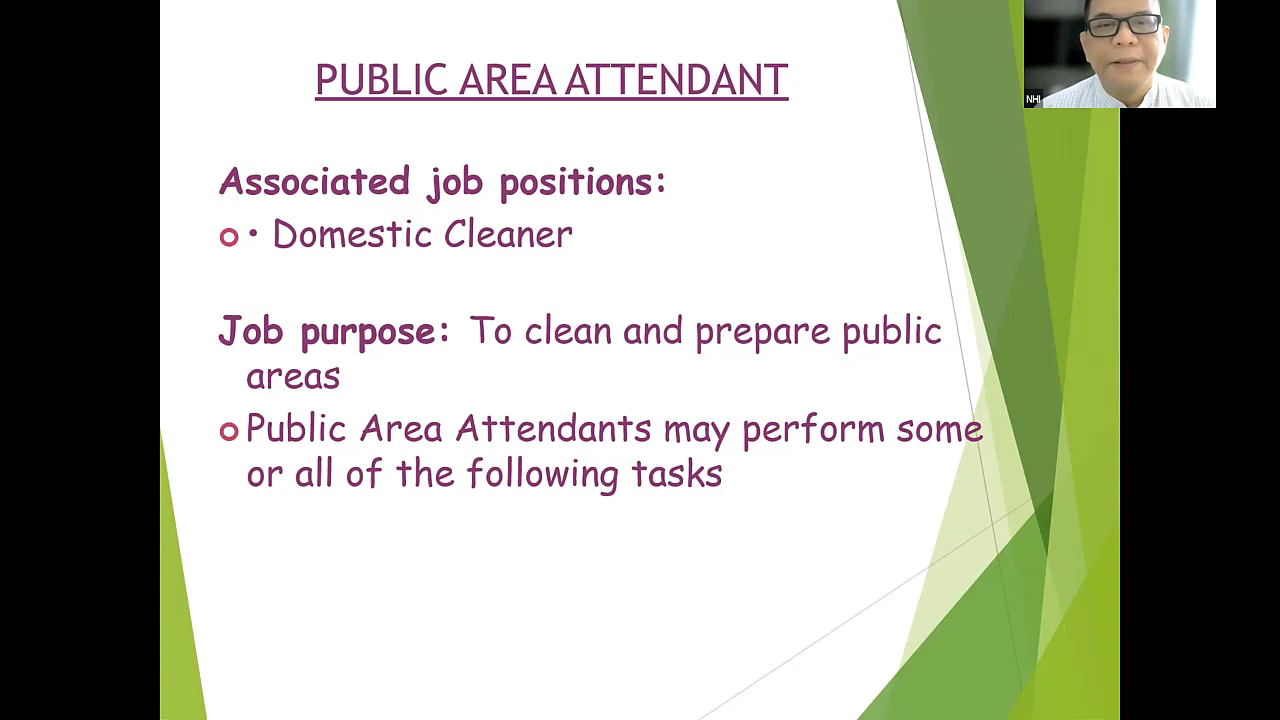 PUBLIC AREA ATTENDANT
NHI
Associated job positions:
• Domestic Cleaner
Job purpose: To clean and prepare public
areas
Public Area Attendants may perform some
or all of the following tasks